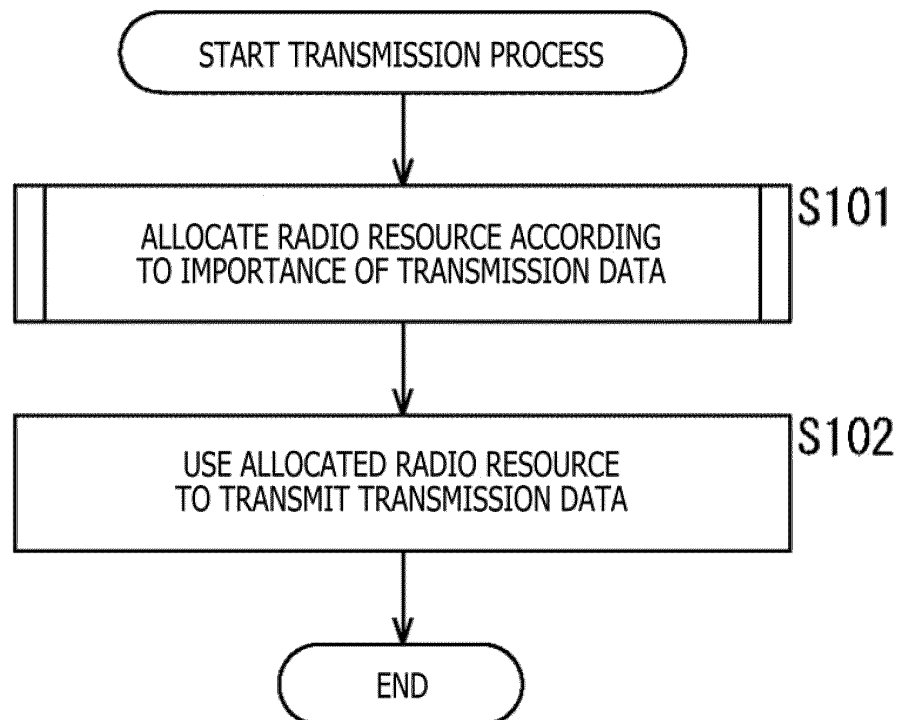 START TRANSMISSION PROCESS
S101
ALLOCATE RADIO RESOURCE ACCORDING
TO IMPORTANCE OF TRANSMISSION DATA
S102
USE ALLOCATED RADIO RESOURCE
TO TRANSMIT TRANSMISSION DATA
END